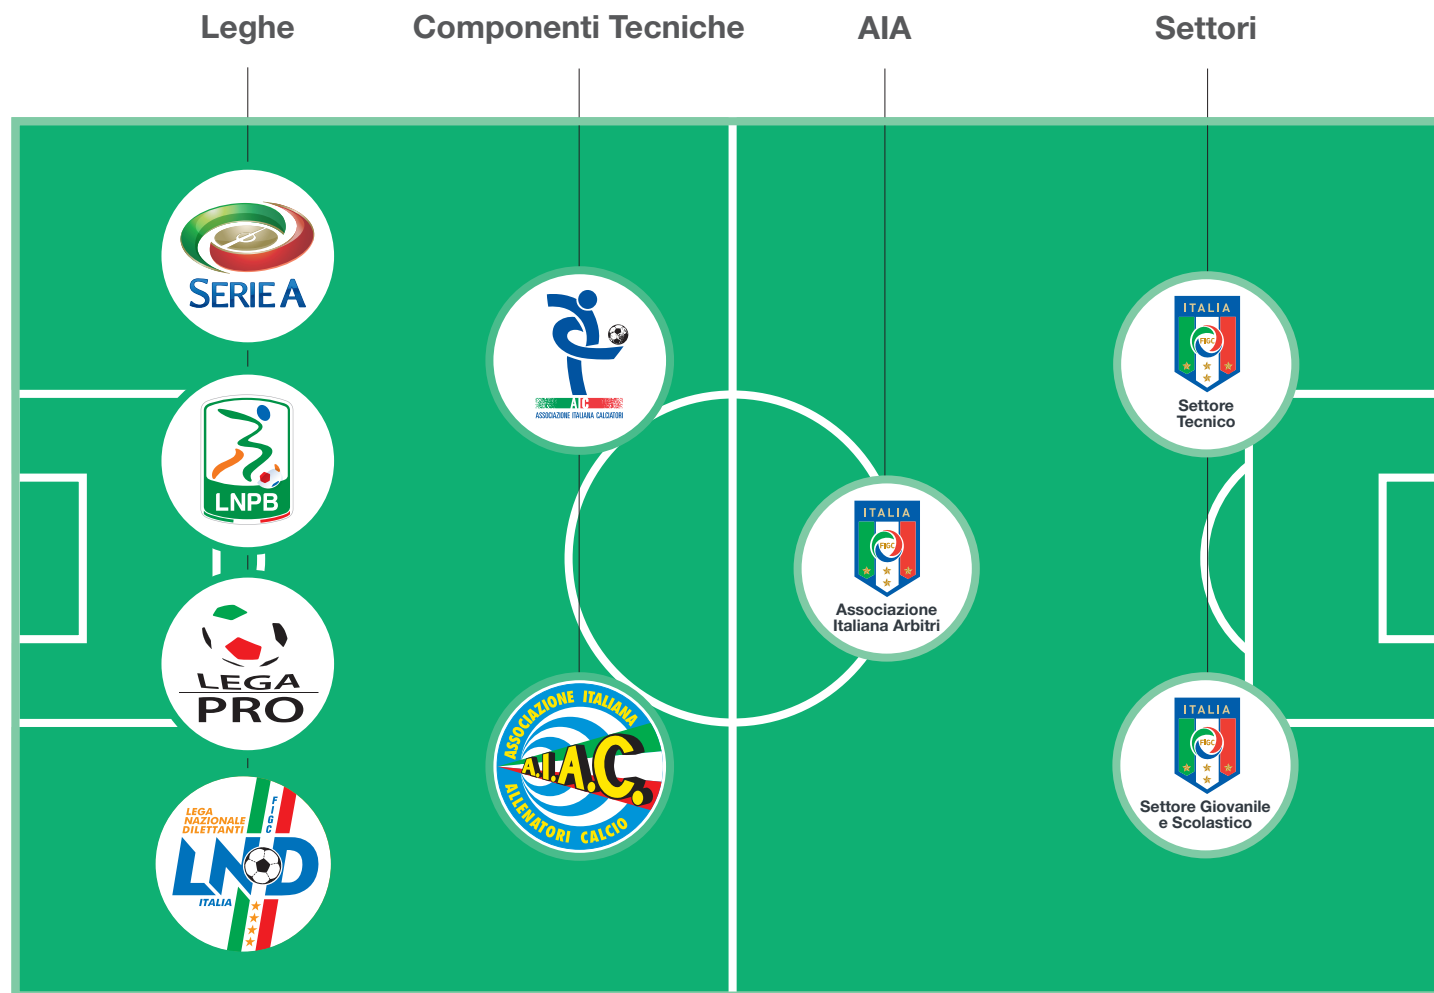 Leghe
Componenti Tecniche
AIA
Settori
SERIE A
LNPB
LEGA
PRO
LEGA
NAZIONALE
DILETTANTI
FIGC
LND
ITALIA
AIC
ASSOCIAZIONE ITALIANA CALCIATORI
ASSOCIAZIONE ITALIANA
A.I.A.C.
ALLENATORI CALCIO
ITALIA
FIGC
Associazione
Italiana Arbitri
ITALIA
FIGC
Settore
Tecnico
ITALIA
FIGC
Settore Giovanile
e Scolastico